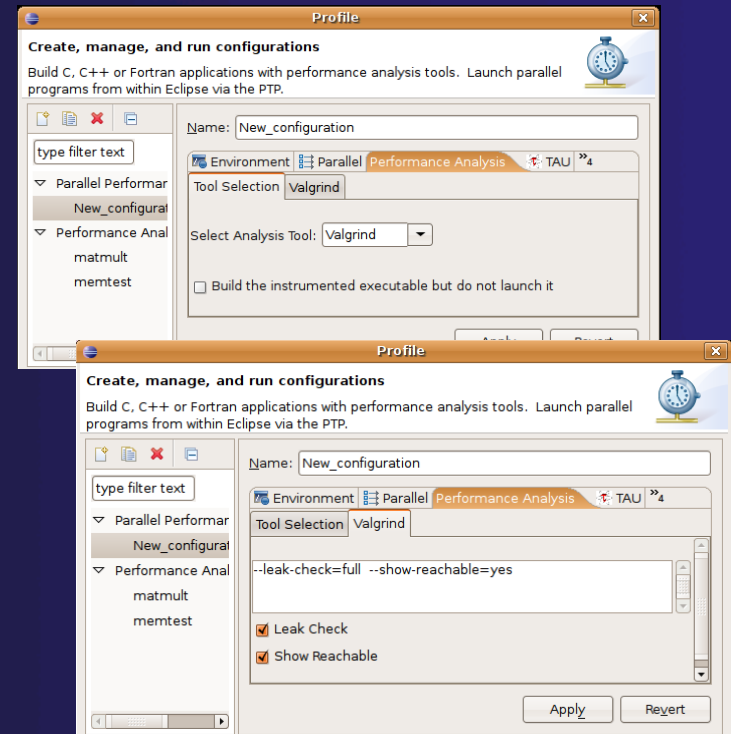 Profile
Create, manage, and run configurations
Build C, C++ or Fortran applications with performance analysis tools. Launch parallel
programs from within Eclipse via the PTP.
Name: New_configuration
type filter text
Environment Parallel Performance Analysis TAU »4
Tool Selection Valgrind
Parallel Performar
New_configurat
Performance Anal
matmult
memtest
Select Analysis Tool: Valgrind
Build the instrumented executable but do not launch it
Apply Revert
Profile
Create, manage, and run configurations
Build C, C++ or Fortran applications with performance analysis tools. Launch parallel
programs from within Eclipse via the PTP.
Name: New_configuration
type filter text
Environment Parallel Performance Analysis TAU »4
Tool Selection Valgrind
Parallel Performar
New_configurat
Performance Anal
matmult
memtest
--leak-check=full --show-reachable=yes
Leak Check
Show Reachable
Apply Revert